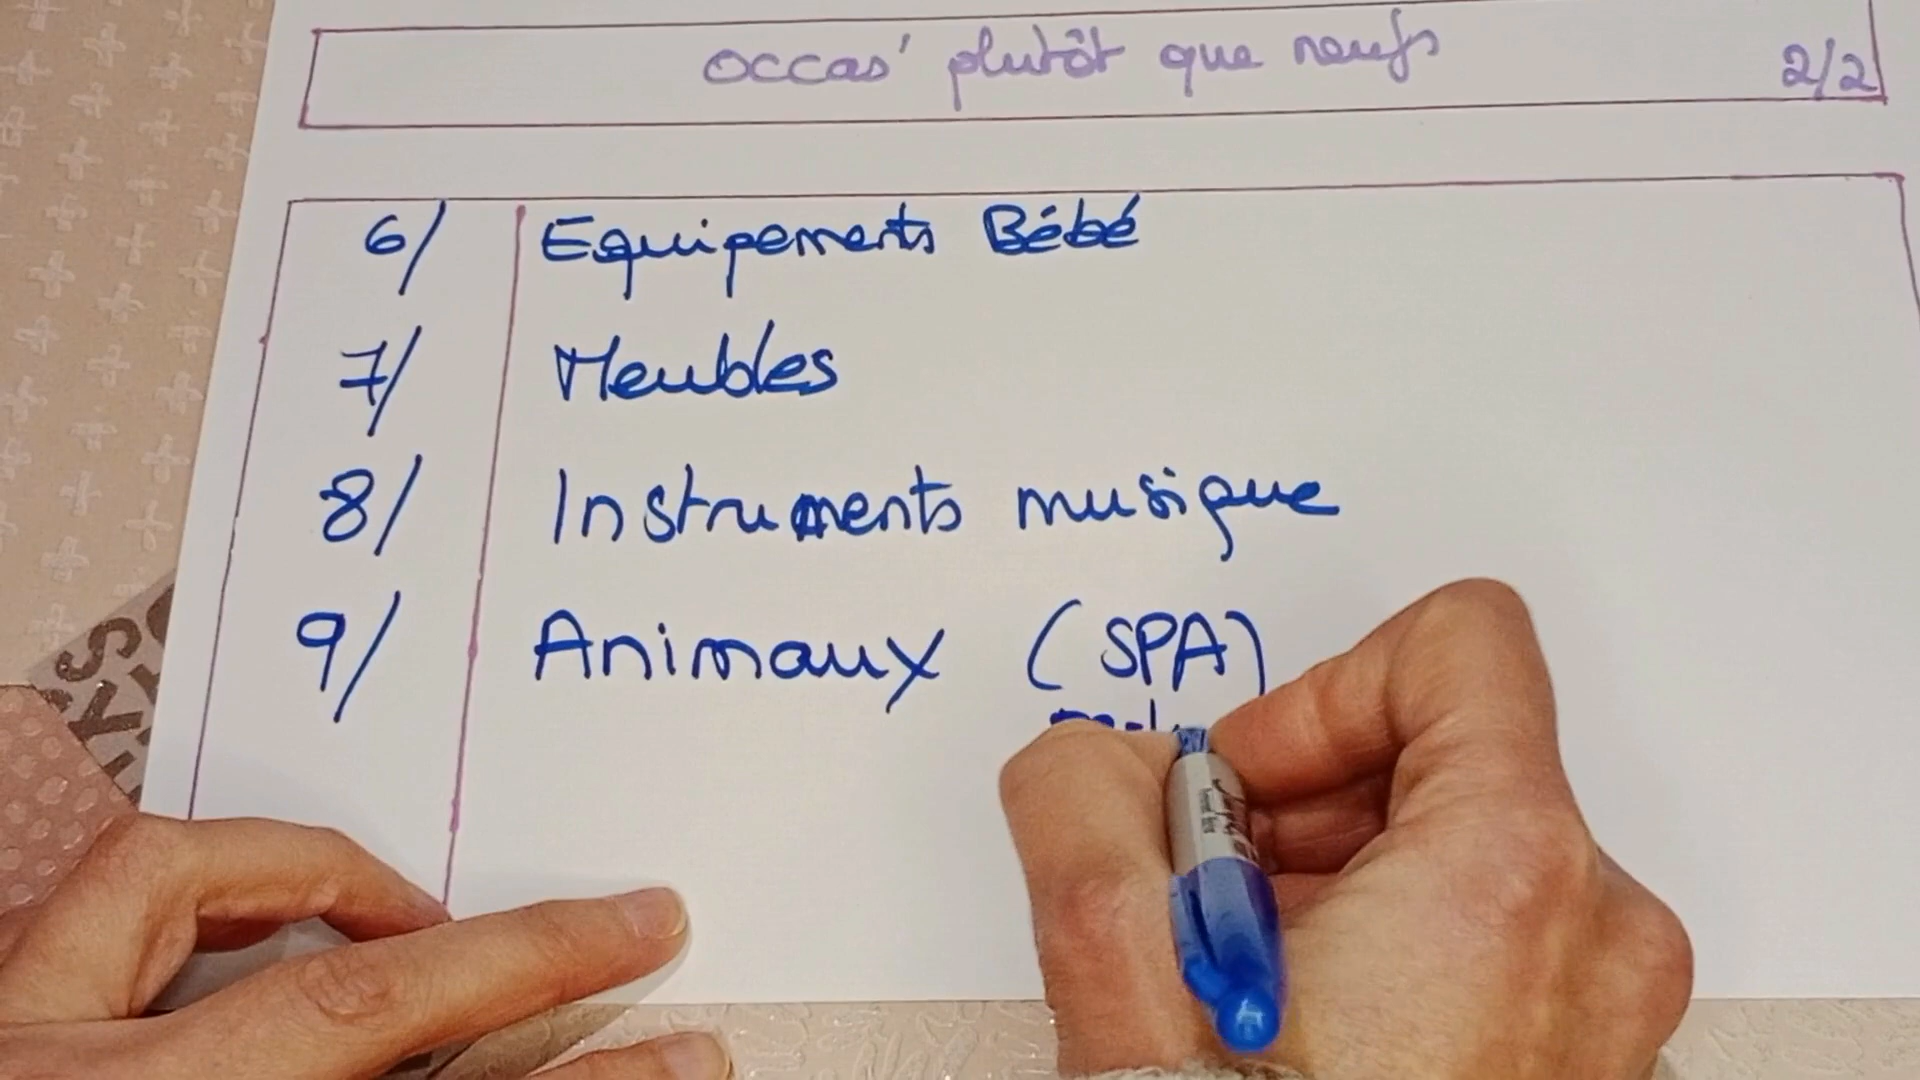 occas' plutôt que neufs 2/2
6/ Equipements Bébé
7/ Meubles
8/ Instruments musique
9/ Animaux (SPA)